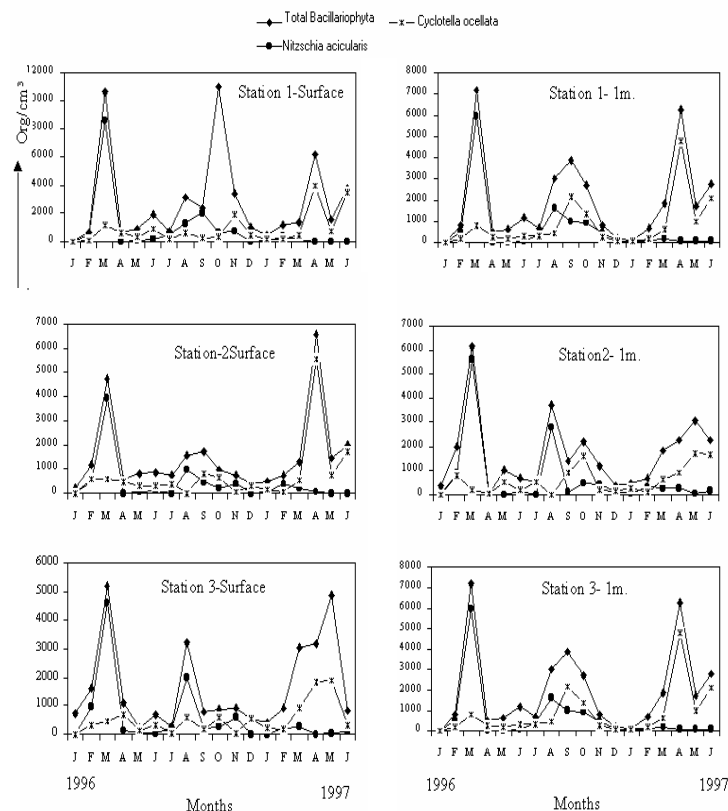 Total Bacillariophyta
Cyclotella ocellata
Nitzschia acicularis
Org/cm³
Station 1-Surface
12000
10000
8000
6000
4000
2000
0
J F M A M J J A S O N D J F M A M J
Station 1- 1m.
8000
7000
6000
5000
4000
3000
2000
1000
0
J F M A M J J A S O N D J F M A M J
Station-2Surface
7000
6000
5000
4000
3000
2000
1000
0
J F M A M J J A S O N D J F M A M J
Station2- 1m.
7000
6000
5000
4000
3000
2000
1000
0
J F M A M J J A S O N D J F M A M J
Station 3-Surface
6000
5000
4000
3000
2000
1000
0
J F M A M J J A S O N D J F M A M J
1996
1997
Months
Station 3- 1m.
8000
7000
6000
5000
4000
3000
2000
1000
0
J F M A M J J A S O N D J F M A M J
1996
1997
Months